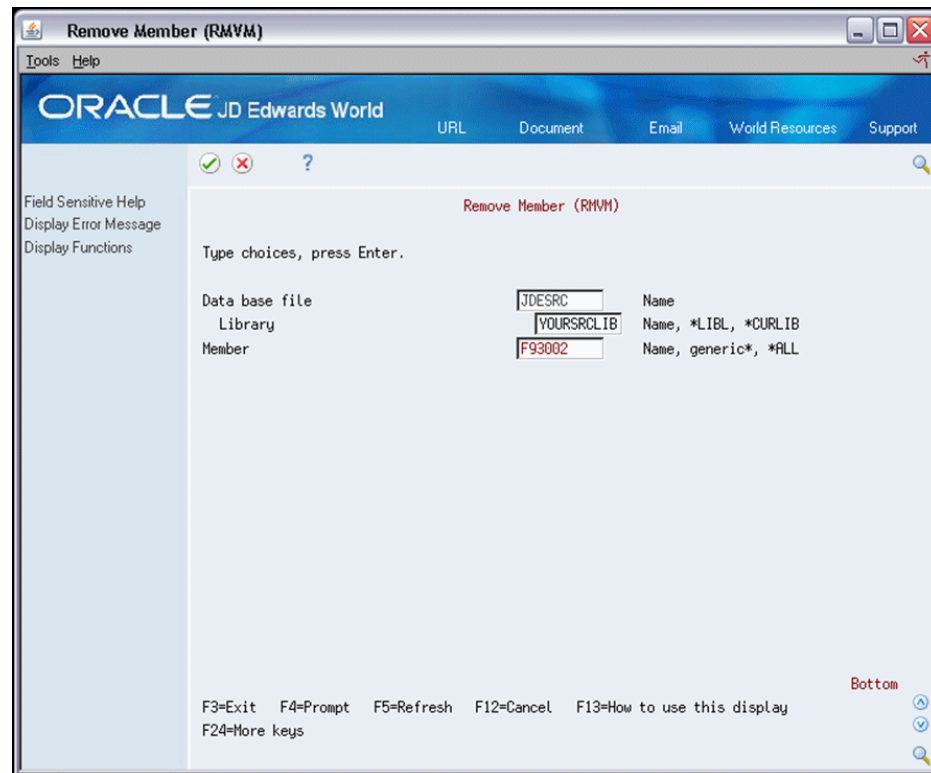 Remove Member (RMVM)
Tools Help
ORACLE JD Edwards World
URL Document Email World Resources Support
?
Field Sensitive Help
Display Error Message
Display Functions
Remove Member (RMVM)
Type choices, press Enter.
Data base file JDESRC Name
Library YOURSRCLIB Name, *LIBL, *CURLIB
Member F93002 Name, generic*, *ALL
Bottom
F3=Exit F4=Prompt F5=Refresh F12=Cancel F13=How to use this display
F24=More keys